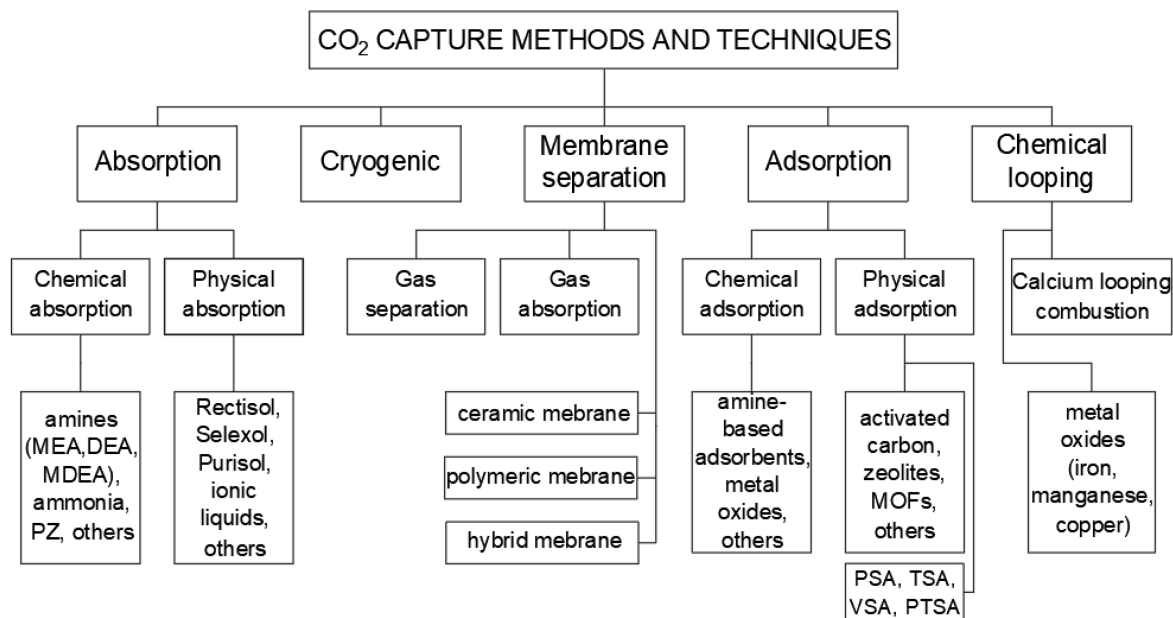 CO₂ CAPTURE METHODS AND TECHNIQUES
Absorption
Cryogenic
Membrane
separation
Adsorption
Chemical
looping
Chemical
absorption
Physical
absorption
Gas
separation
Gas
absorption
Chemical
adsorption
Physical
adsorption
Calcium looping
combustion
amines
(MEA,DEA,
MDEA),
ammonia,
PZ, others
Rectisol,
Selexol,
Purisol,
ionic
liquids,
others
ceramic mebrane
polymeric mebrane
hybrid mebrane
amine-
based
adsorbents,
metal
oxides,
others
activated
carbon,
zeolites,
MOFs,
others
PSA, TSA,
VSA, PTSA
metal
oxides
(iron,
manganese,
copper)